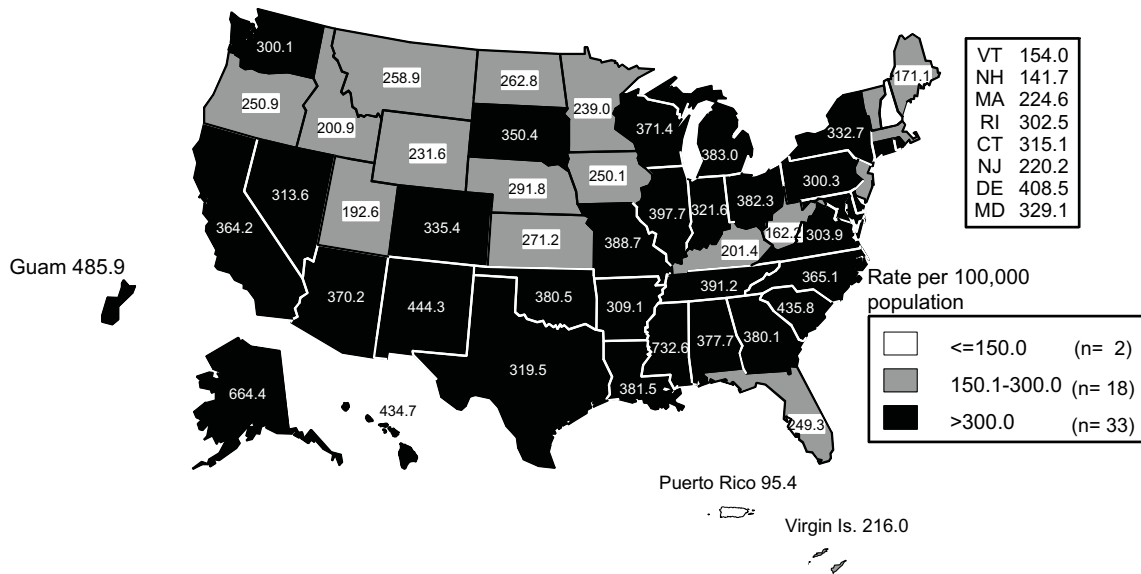 300.1
258.9
262.8
239.0
171.1
VT 154.0
NH 141.7
MA 224.6
RI 302.5
CT 315.1
NJ 220.2
DE 408.5
MD 329.1
250.9
200.9
350.4
371.4
332.7
231.6
383.0
250.1
300.3
291.8
313.6
192.6
335.4
397.7
321.6
382.3
162.2
303.9
364.2
271.2
388.7
201.4
Guam 485.9
370.2
444.3
380.5
309.1
391.2
365.1
435.8
732.6
377.7
380.1
319.5
381.5
249.3
664.4
434.7
Rate per 100,000
population
<=150.0 (n= 2)
150.1-300.0 (n= 18)
>300.0 (n= 33)
Puerto Rico 95.4
Virgin Is. 216.0